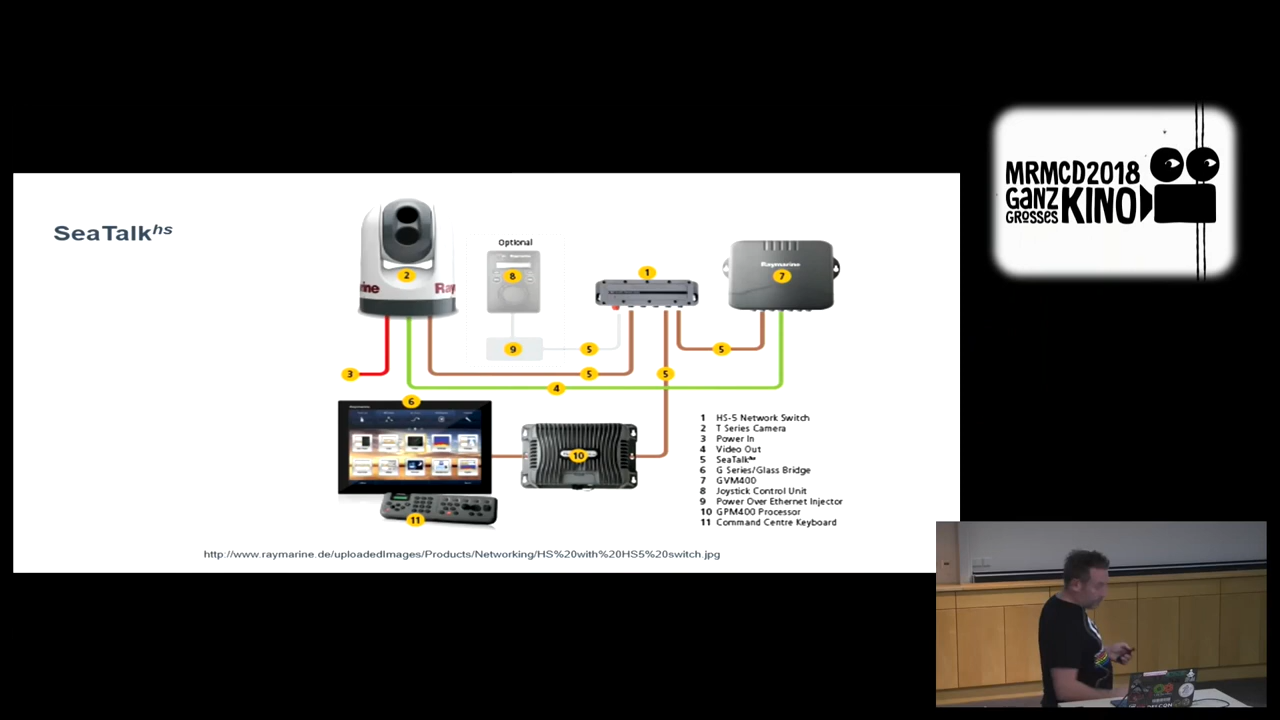 SeaTalkhs
Optional
Raymarine
1
2
8
7
rine
Ray
9
5
5
3
5
5
4
6
10
11
1 HS-5 Network Switch
2 T Series Camera
3 Power In
4 Video Out
5 SeaTalkhs
6 G Series/Glass Bridge
7 GVM400
8 Joystick Control Unit
9 Power Over Ethernet Injector
10 GPM400 Processor
11 Command Centre Keyboard
http://www.raymarine.de/uploadedImages/Products/Networking/HS%20with%20HS5%20switch.jpg
MRMCD2018
GANZ
GROSSES
KINO